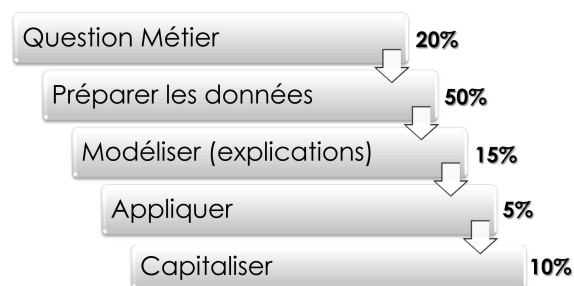 Question Métier 20%
Préparer les données 50%
Modéliser (explications) 15%
Appliquer 5%
Capitaliser 10%